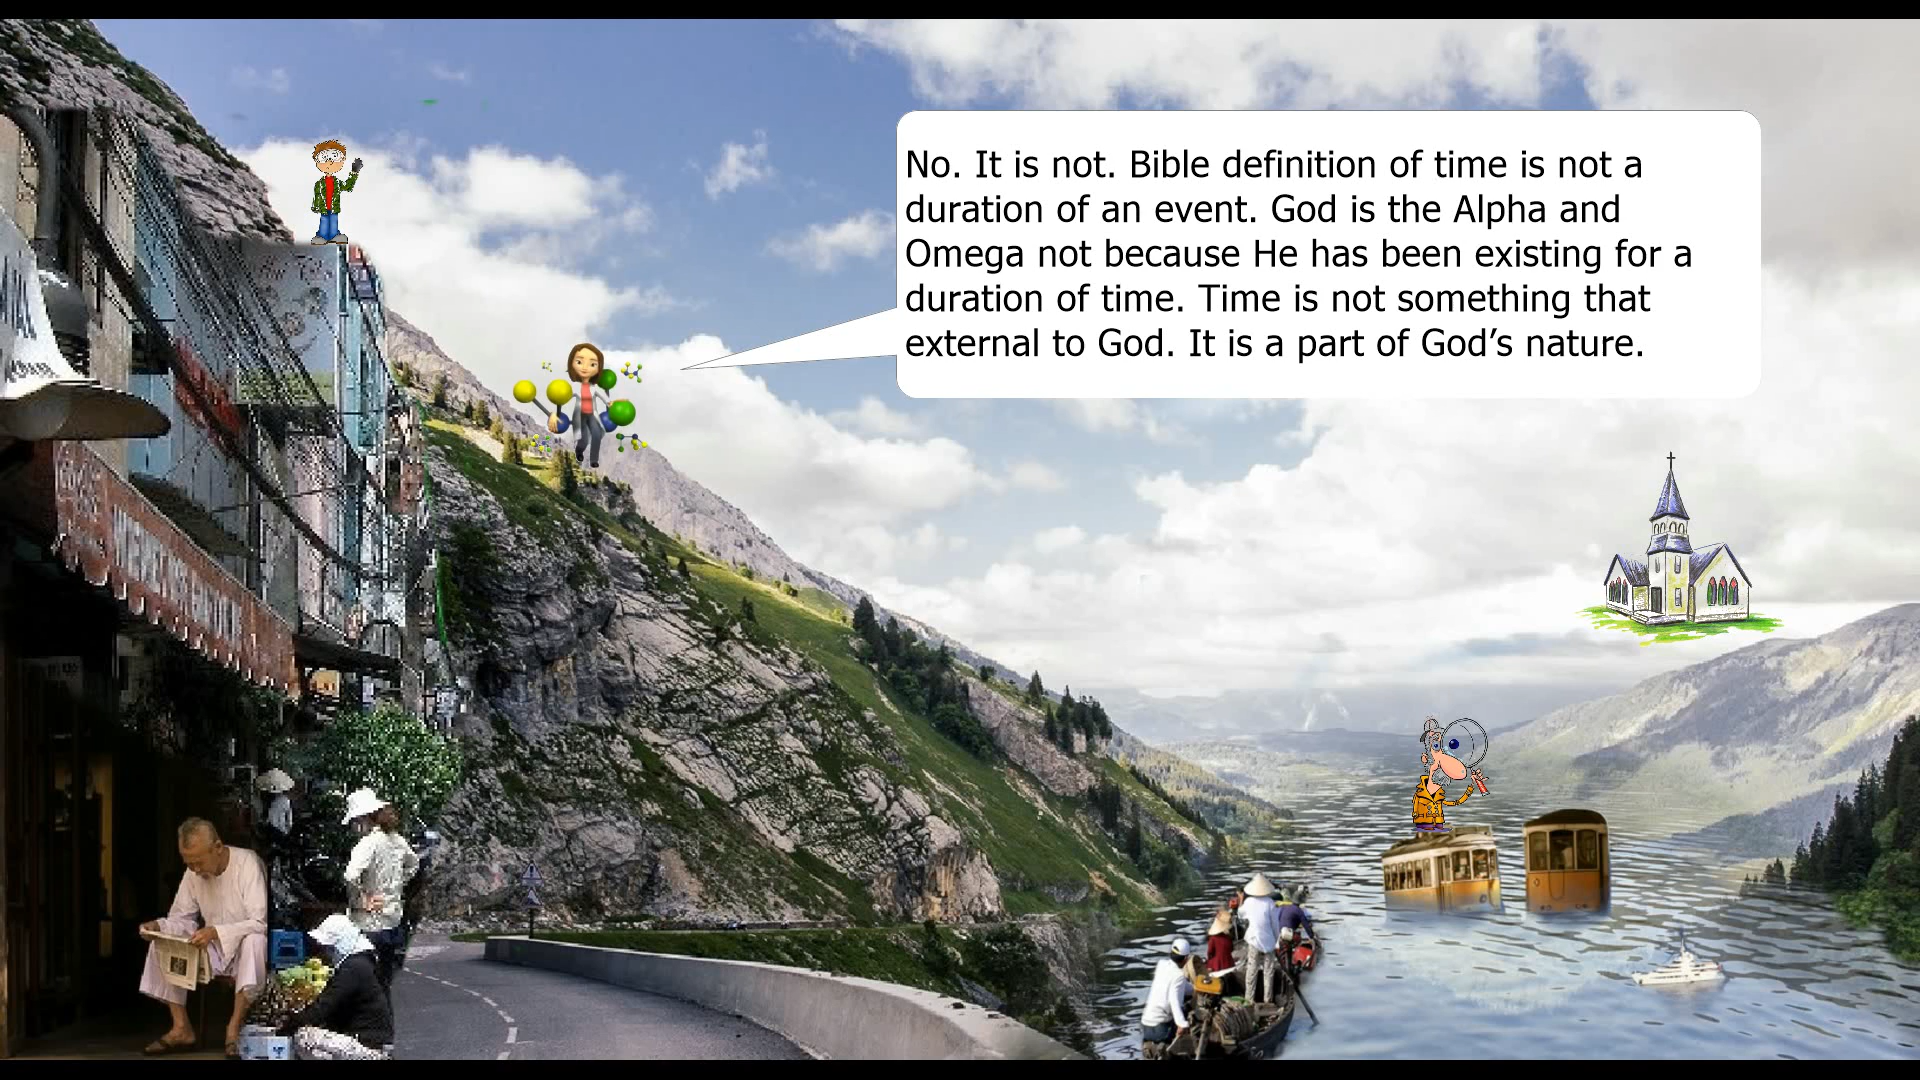 No. It is not. Bible definition of time is not a
duration of an event. God is the Alpha and
Omega not because He has been existing for a
duration of time. Time is not something that
external to God. It is a part of God’s nature.